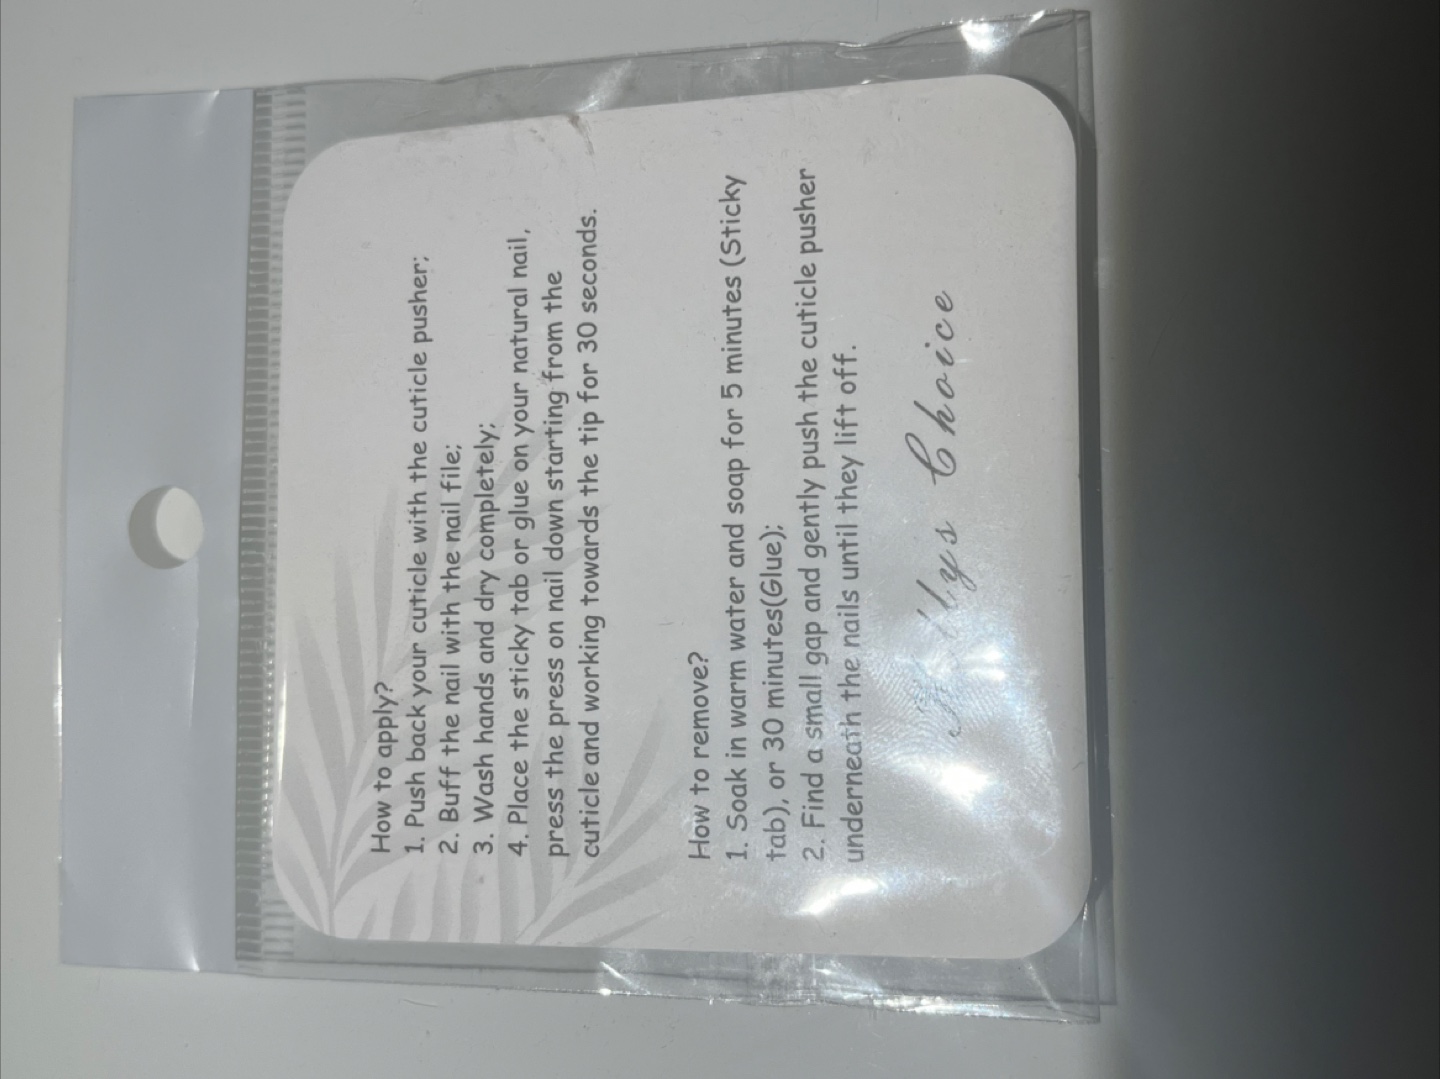 How to apply?
1. Push back your cuticle with the cuticle pusher;
2. Buff the nail with the nail file;
3. Wash hands and dry completely;
4. Place the sticky tab or glue on your natural nail,
press the press on nail down starting from the
cuticle and working towards the tip for 30 seconds.
How to remove?
1. Soak in warm water and soap for 5 minutes (Sticky
tab), or 30 minutes(Glue);
2. Find a small gap and gently push the cuticle pusher
underneath the nails until they lift off.
Choice